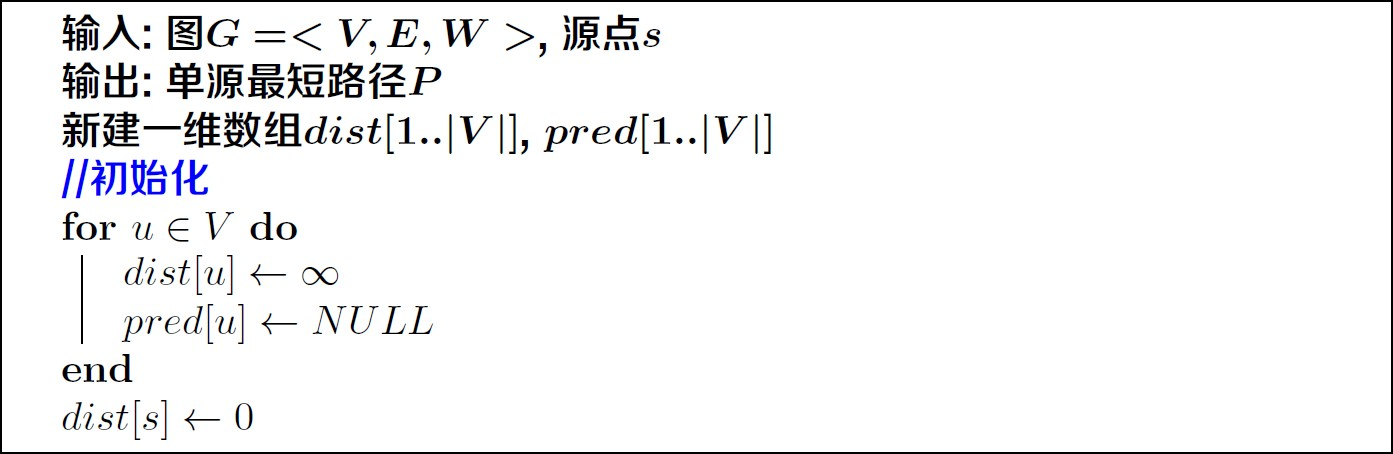 输入: 图G =< V, E, W >, 源点s
输出: 单源最短路径P
新建一维数组dist[1..|V|], pred[1..|V|]
//初始化
for u ∈ V do
dist[u] ← ∞
pred[u] ← NULL
end
dist[s] ← 0